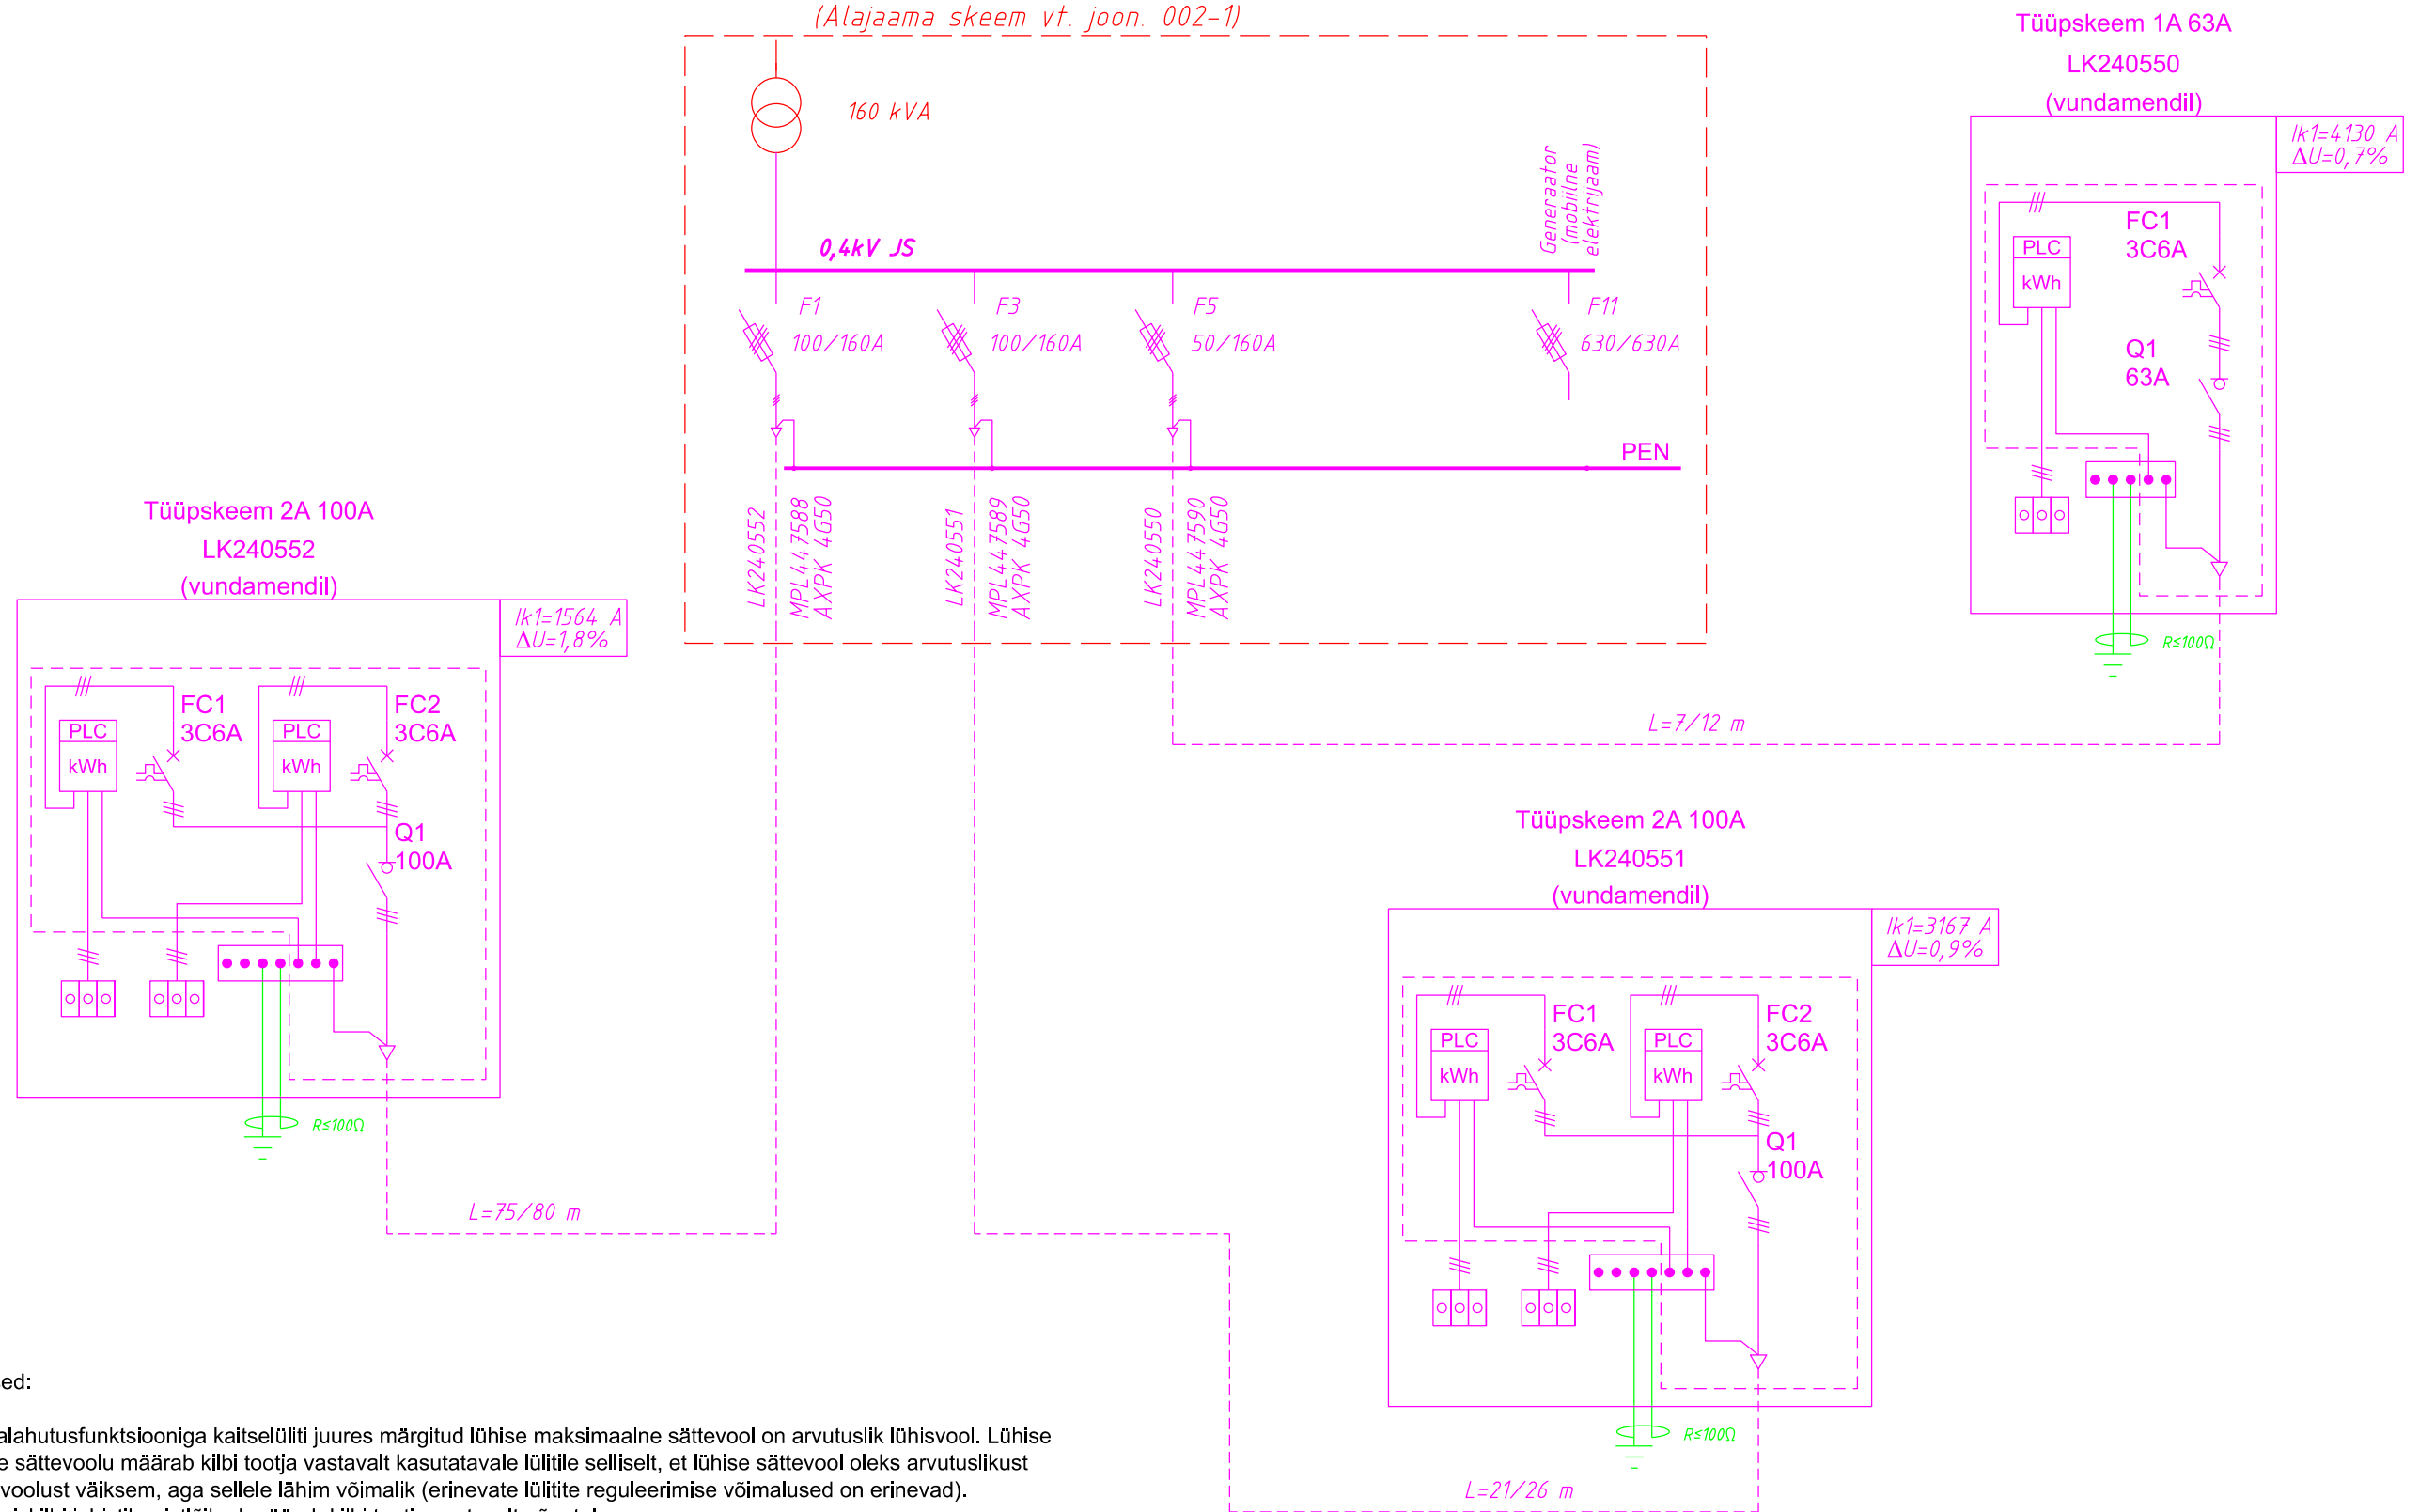 (Alajaama skeem vt. joon. 002-1)
160 kVA
Generaator
(mobiilne
elektrijaam)
0,4kV JS
F1
100/160A
F3
100/160A
F5
50/160A
F11
630/630A
PEN
LK240552
MPL447588
AXPK 4G50
LK240551
MPL447589
AXPK 4G50
LK240550
MPL447590
AXPK 4G50
Tüüpskeem 1A 63A
LK240550
(vundamendil)
Ik1=4130 A
ΔU=0,7%
FC1
3C6A
PLC
kWh
Q1
63A
R≤100Ω
L=7/12 m
Tüüpskeem 2A 100A
LK240552
(vundamendil)
Ik1=1564 A
ΔU=1,8%
FC1
3C6A
FC2
3C6A
PLC
kWh
PLC
kWh
Q1
100A
R≤100Ω
L=75/80 m
Tüüpskeem 2A 100A
LK240551
(vundamendil)
Ik1=3167 A
ΔU=0,9%
FC1
3C6A
FC2
3C6A
PLC
kWh
PLC
kWh
Q1
100A
R≤100Ω
L=21/26 m
ed:
alahutusfunktsiooniga kaitselüliti juures märgitud lühise maksimaalne sättevool on arvutuslik lühisvool. Lühise
e sättevoolu määrab kilbi tootja vastavalt kasutatavale lülitile selliselt, et lühise sättevool oleks arvutuslikust
voolust väiksem, aga sellele lähim võimalik (erinevate lülitite reguleerimise võimalused on erinevad).